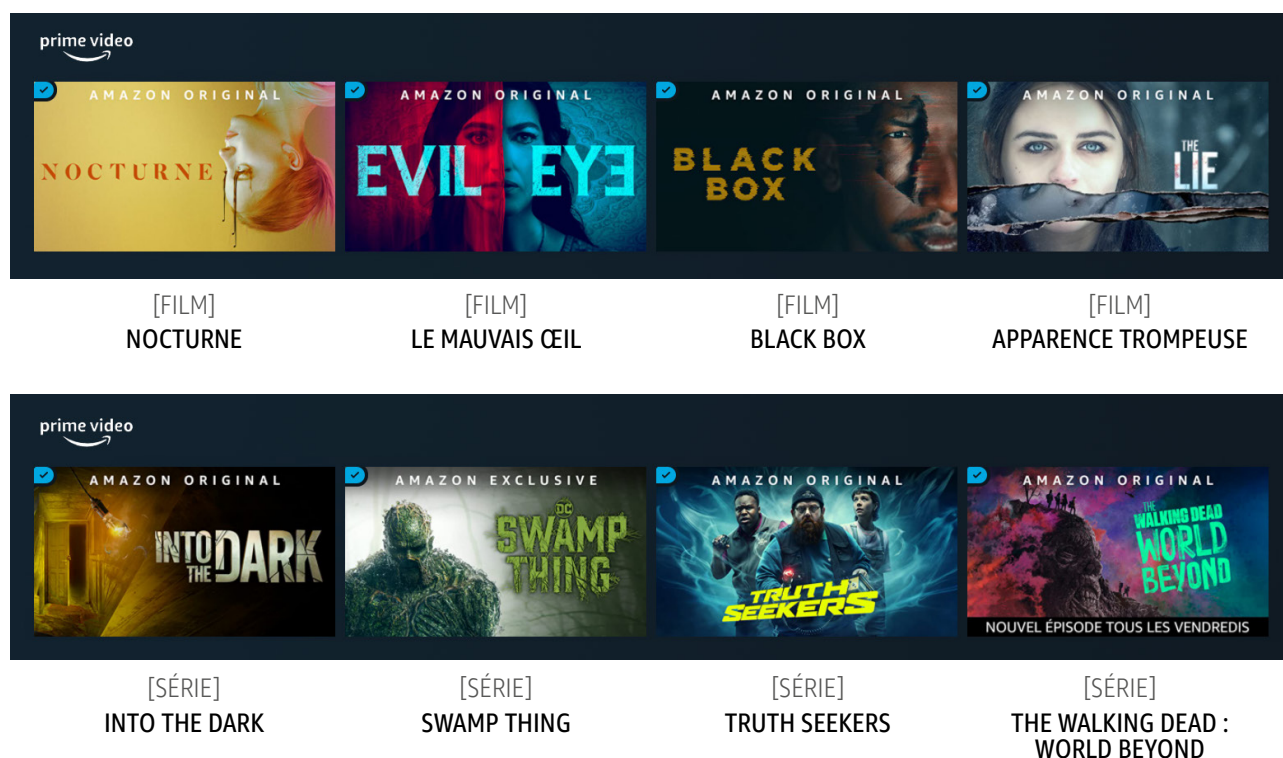 prime video
AMAZON ORIGINAL
NOCTURNE
AMAZON ORIGINAL
EVIL EYE
AMAZON ORIGINAL
BLACK
BOX
AMAZON ORIGINAL
THE
LIE
[FILM]
NOCTURNE
[FILM]
LE MAUVAIS ŒIL
[FILM]
BLACK BOX
[FILM]
APPARENCE TROMPEUSE
prime video
AMAZON ORIGINAL
INTO
THE DARK
AMAZON EXCLUSIVE
DC
SWAMP
THING
AMAZON ORIGINAL
TRUTH
SEEKERS
AMAZON ORIGINAL
THE
WALKING DEAD
WORLD
BEYOND
NOUVEL ÉPISODE TOUS LES VENDREDIS
[SÉRIE]
INTO THE DARK
[SÉRIE]
SWAMP THING
[SÉRIE]
TRUTH SEEKERS
[SÉRIE]
THE WALKING DEAD :
WORLD BEYOND